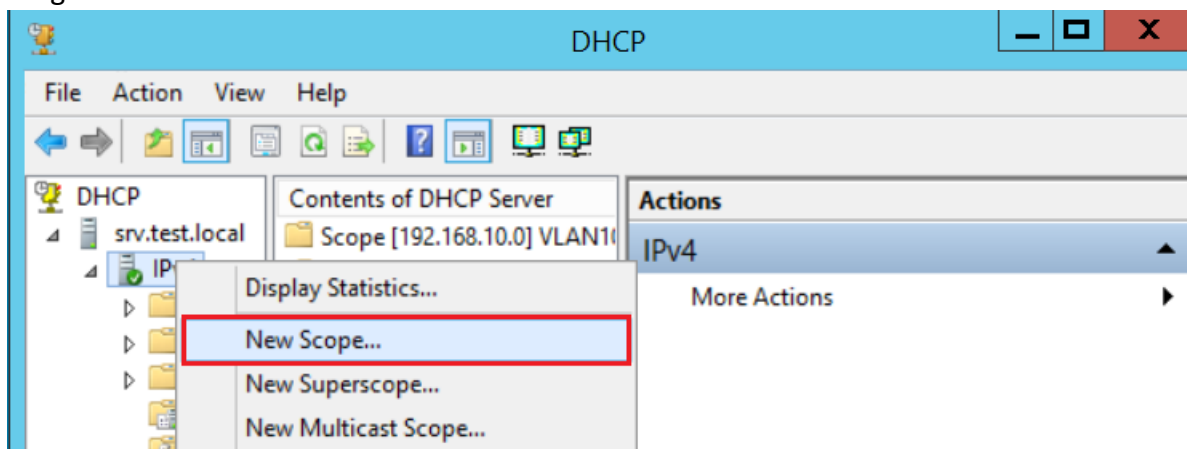 DHCP
File Action View Help
DHCP
srv.test.local
Contents of DHCP Server
Scope [192.168.10.0] VLAN10
Actions
IPv4
More Actions
Display Statistics...
New Scope...
New Superscope...
New Multicast Scope...